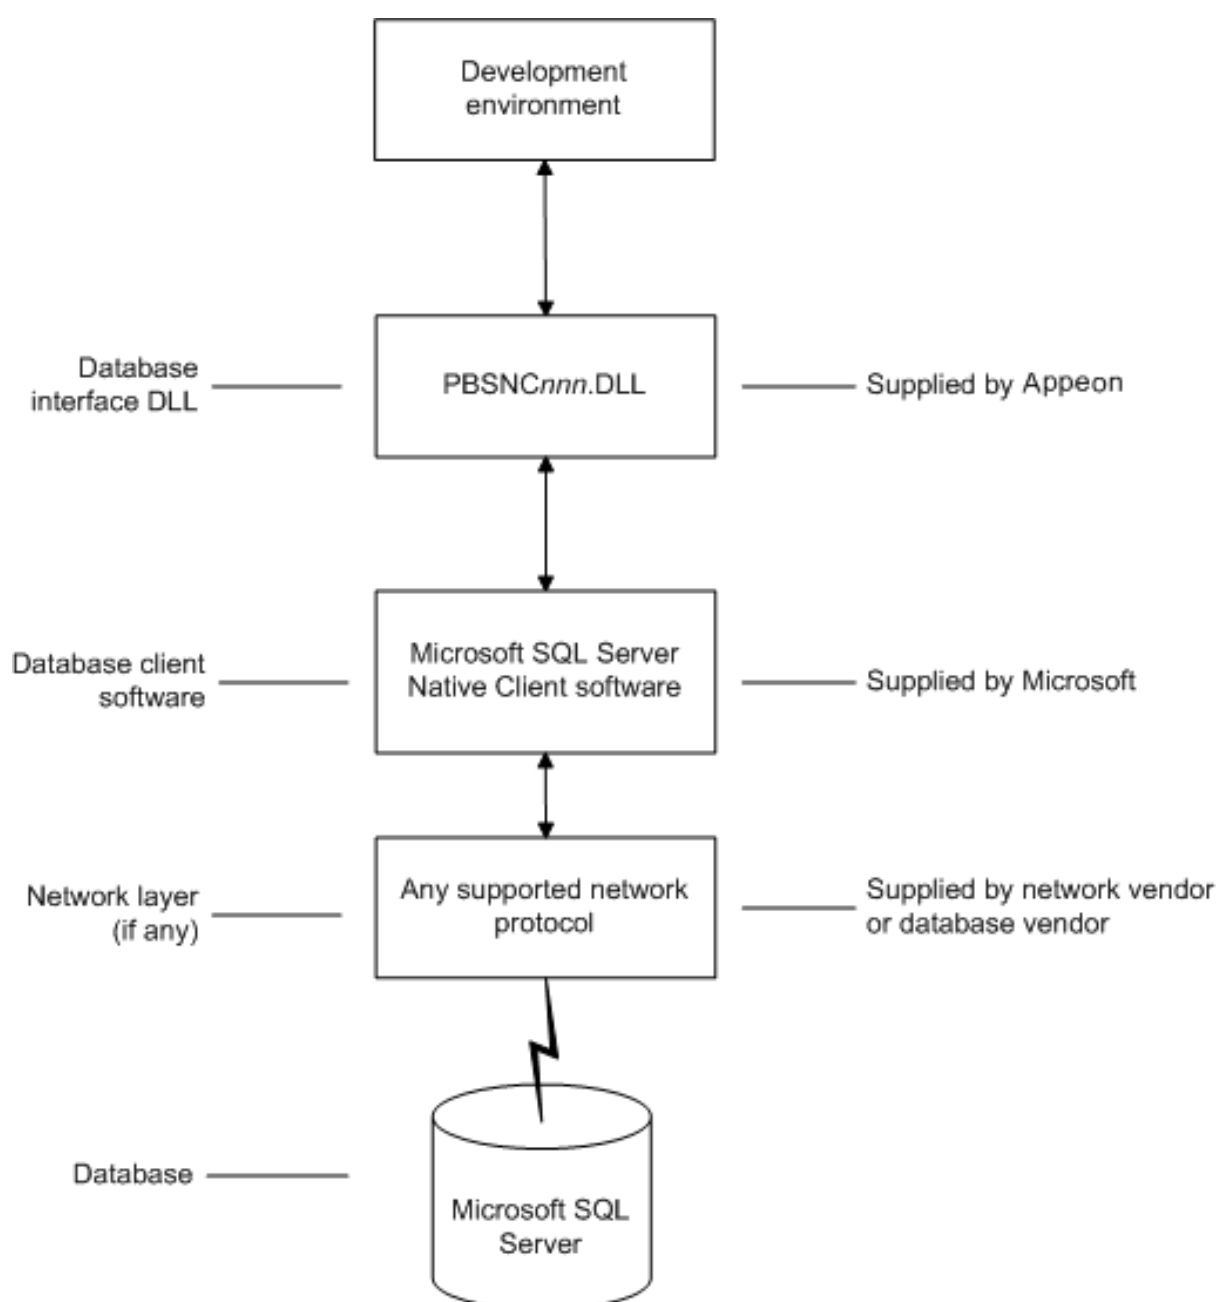 Development
environment
Database
interface DLL
PBSNCnnn.DLL
Supplied by Appeon
Database client
software
Microsoft SQL Server
Native Client software
Supplied by Microsoft
Network layer
(if any)
Any supported network
protocol
Supplied by network vendor
or database vendor
Database
Microsoft SQL
Server